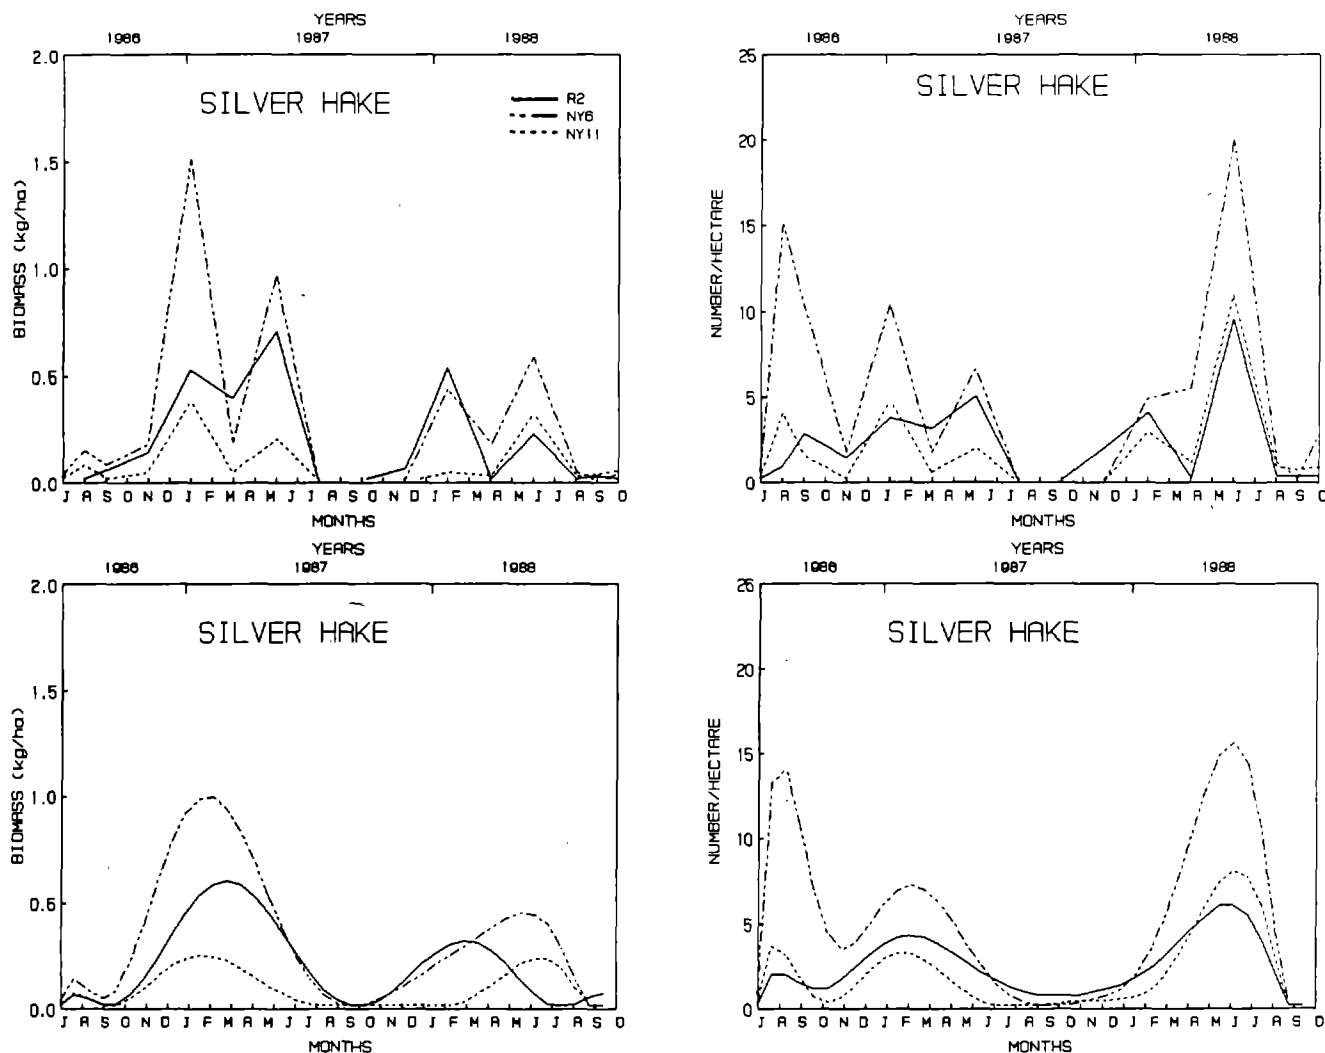 YEARS
1986 1987 1988
2.0
SILVER HAKE
R2
NY6
NY11
1.5
1.0
0.5
0.0
BIOMASS (kg/ha)
J A S O N J F M A M J J A S O N D J F M A M J J A S O
MONTHS
YEARS
1986 1987 1988
25
SILVER HAKE
20
15
10
5
0
NUMBER/HECTARE
J A S O N J F M A M J J A S O N D J F M A M J J A S O
MONTHS
YEARS
1986 1987 1988
2.0
SILVER HAKE
1.5
1.0
0.5
0.0
BIOMASS (kg/ha)
J A S O N D J F M A M J J A S O N D J F M A M J J A S O
MONTHS
YEARS
1986 1987 1988
SILVER HAKE
20
15
10
5
0
NUMBER/HECTARE
J A S O N D J F M A M J J A S O N D J F M A M J J A S O
MONTHS